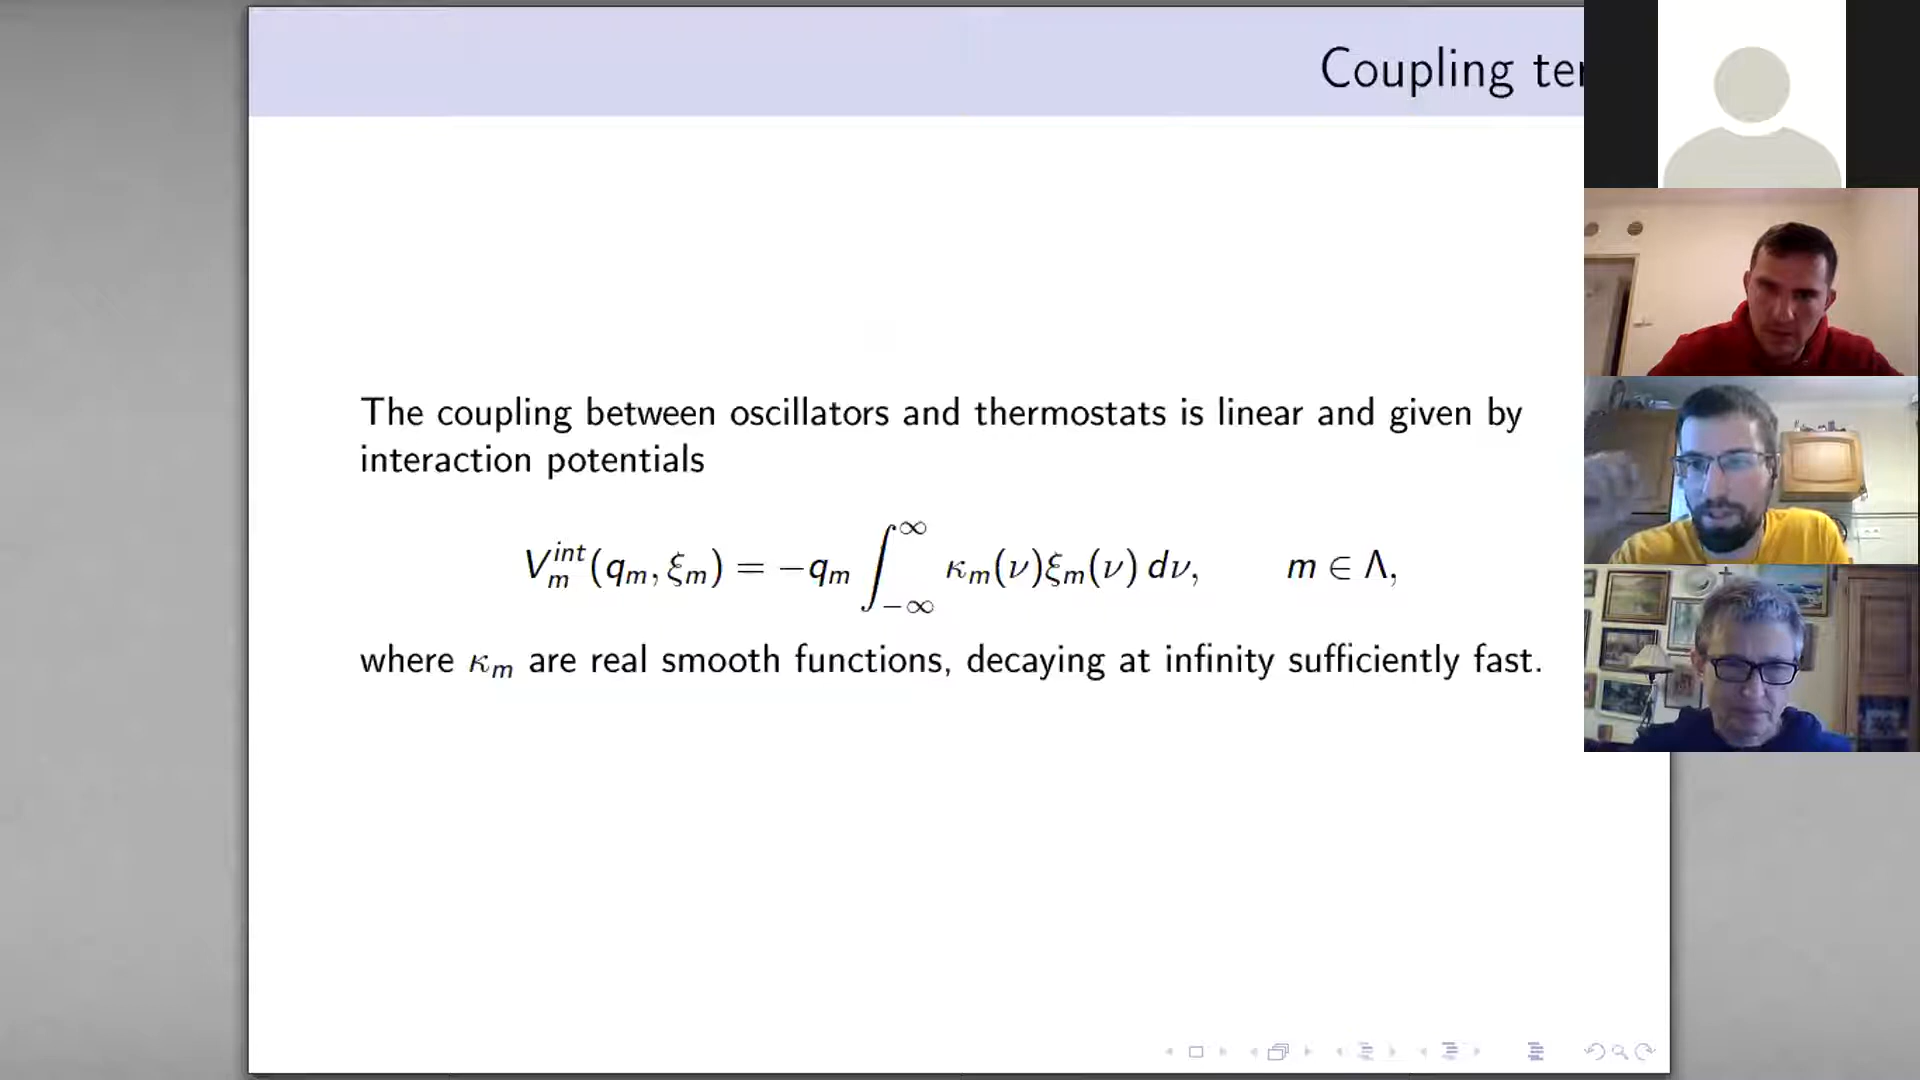 Coupling
The coupling between oscillators and thermostats is linear and given by
interaction potentials
V_m^{int}(q_m, ξ_m) = −q_m ∫_{−∞}^{∞} κ_m(ν)ξ_m(ν) dν,    m ∈ Λ,
where κ_m are real smooth functions, decaying at infinity sufficiently fast.